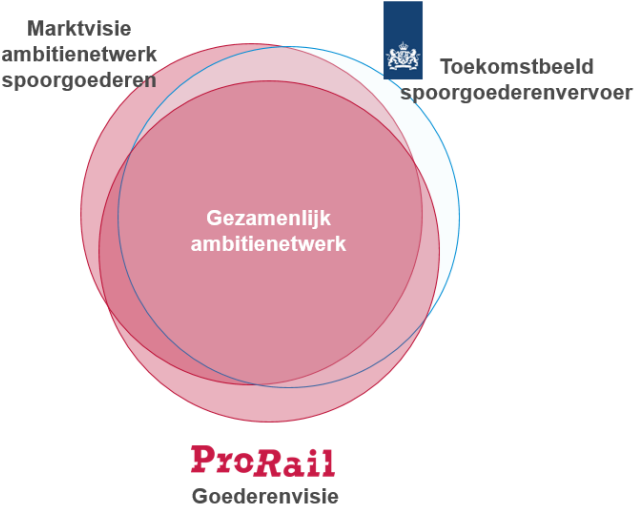 Marktvisie
ambitienetwerk
spoorgoederen
Toekomstbeeld
spoorgoederenvervoer
Gezamenlijk
ambitienetwerk
ProRail
Goederenvisie